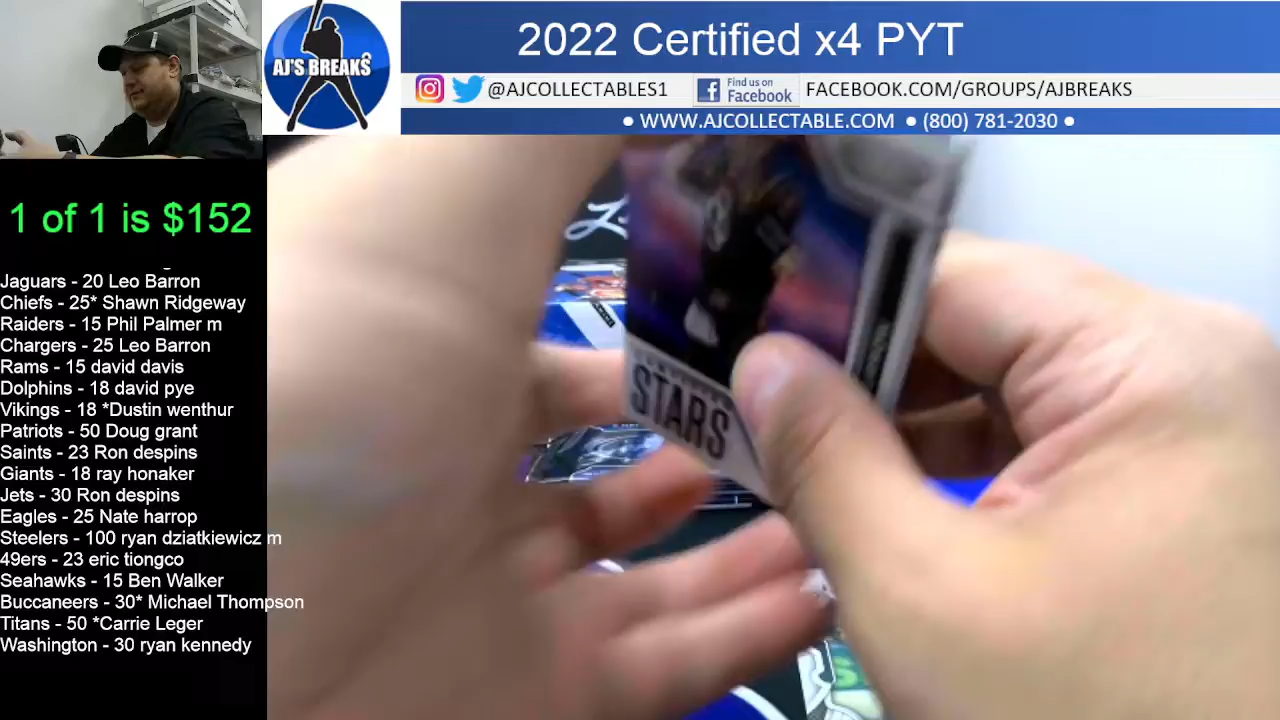 2022 Certified x4 PYT
AJ'S BREAKS
@AJCOLLECTABLES1
Find us on
Facebook
FACEBOOK.COM/GROUPS/AJBREAKS
• WWW.AJCOLLECTABLE.COM • (800) 781-2030 •
1 of 1 is $152
Jaguars - 20 Leo Barron
Chiefs - 25* Shawn Ridgeway
Raiders - 15 Phil Palmer m
Chargers - 25 Leo Barron
Rams - 15 david davis
Dolphins - 18 david pye
Vikings - 18 *Dustin wenthur
Patriots - 50 Doug grant
Saints - 23 Ron despins
Giants - 18 ray honaker
Jets - 30 Ron despins
Eagles - 25 Nate harrop
Steelers - 100 ryan dziatkiewicz m
49ers - 23 eric tiongco
Seahawks - 15 Ben Walker
Buccaneers - 30* Michael Thompson
Titans - 50 *Carrie Leger
Washington - 30 ryan kennedy
STARS